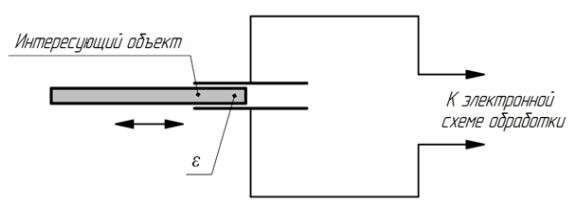 Интересующий объект
К электронной
схеме обработки
ε